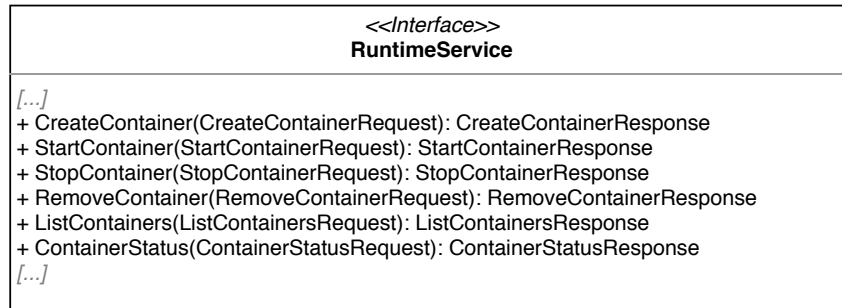 <<Interface>>
RuntimeService
[...]
+ CreateContainer(CreateContainerRequest): CreateContainerResponse
+ StartContainer(StartContainerRequest): StartContainerResponse
+ StopContainer(StopContainerRequest): StopContainerResponse
+ RemoveContainer(RemoveContainerRequest): RemoveContainerResponse
+ ListContainers(ListContainersRequest): ListContainersResponse
+ ContainerStatus(ContainerStatusRequest): ContainerStatusResponse
[...]